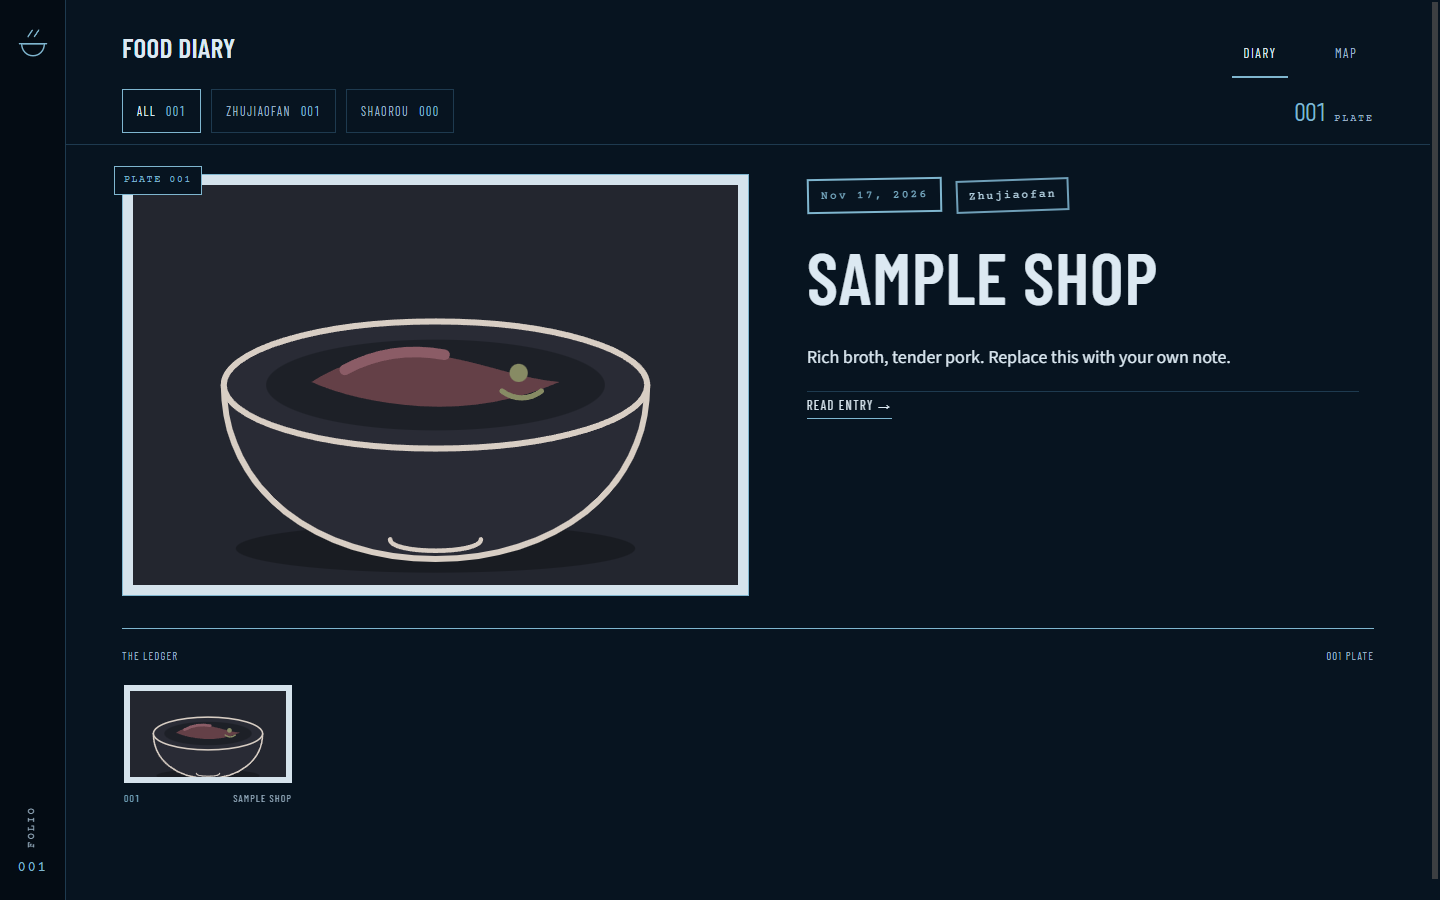 FOOD DIARY
DIARY
MAP
ALL 001
ZHUJIAOFAN 001
SHAOROU 000
001 PLATE
PLATE 001
Nov 17, 2026
Zhujiaofan
SAMPLE SHOP
Rich broth, tender pork. Replace this with your own note.
READ ENTRY →
THE LEDGER
001 PLATE
001
SAMPLE SHOP
FOLIO
001